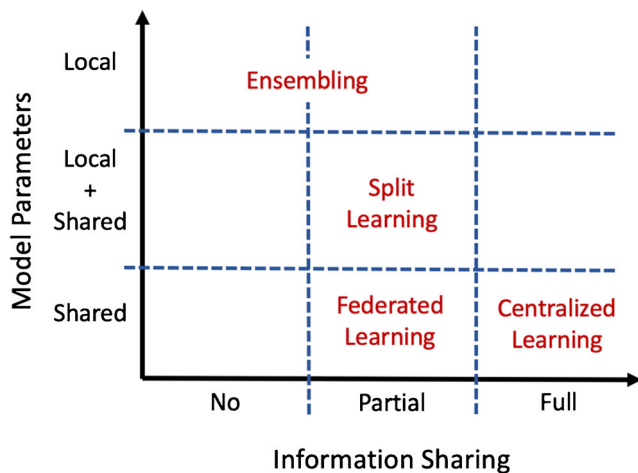 Model Parameters
Local
Ensembling
Local
+
Shared
Split
Learning
Shared
Federated
Learning
Centralized
Learning
No
Partial
Full
Information Sharing